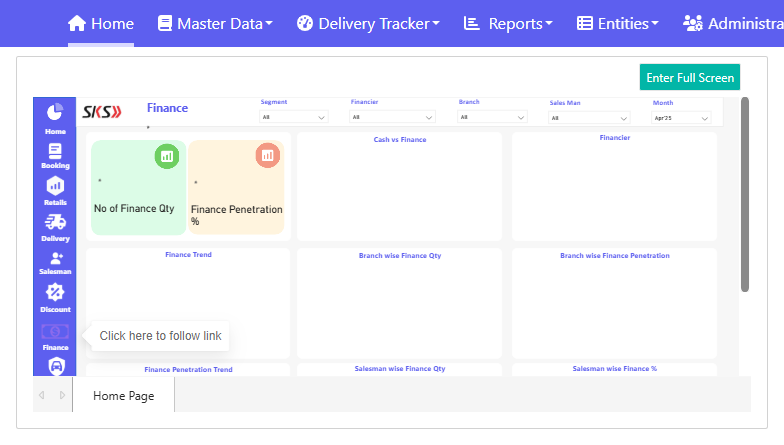 Home
Master Data
Delivery Tracker
Reports
Entities
Administra
Enter Full Screen
SKS
Finance
Segment
Financier
Branch
Sales Man
Month
All
All
All
All
Apr'25
Home
Booking
Retails
Delivery
Salesman
Discount
Finance
No of Finance Qty
Finance Penetration
%
Cash vs Finance
Financier
Finance Trend
Branch wise Finance Qty
Branch wise Finance Penetration
Click here to follow link
Finance Penetration Trend
Salesman wise Finance Qty
Salesman wise Finance %
Home Page